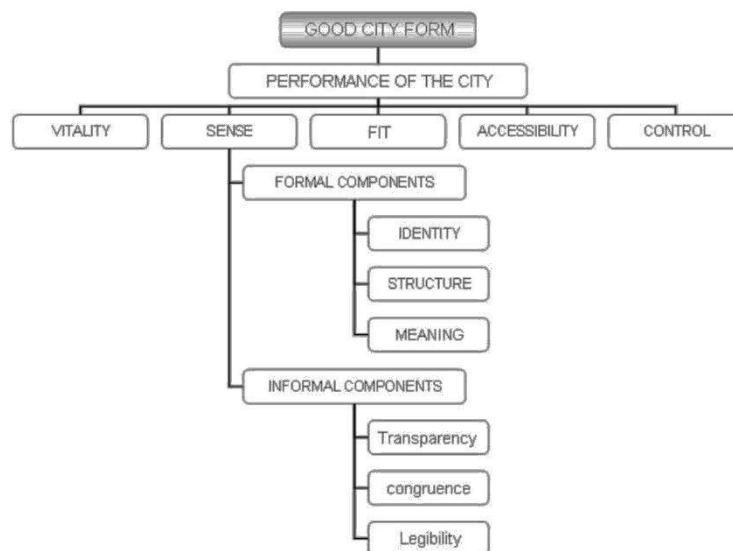 GOOD CITY FORM
PERFORMANCE OF THE CITY
VITALITY
SENSE
FIT
ACCESSIBILITY
CONTROL
FORMAL COMPONENTS
IDENTITY
STRUCTURE
MEANING
INFORMAL COMPONENTS
Transparency
congruence
Legibility